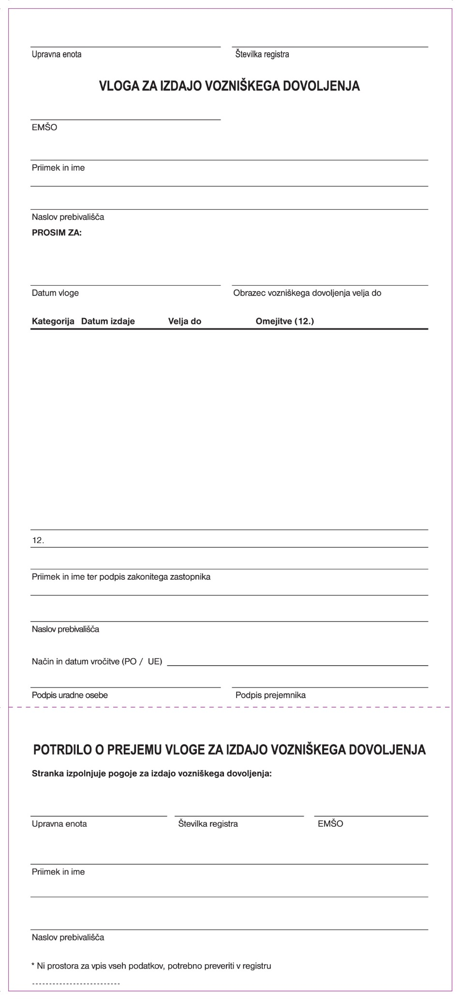 Upravna enota Številka registra
VLOGA ZA IZDAJO VOZNIŠKEGA DOVOLJENJA
EMŠO
Priimek in ime
Naslov prebivališča
PROSIM ZA:
Datum vloge Obrazec vozniškega dovoljenja velja do
Kategorija Datum izdaje Velja do Omejitve (12.)
12.
Priimek in ime ter podpis zakonitega zastopnika
Naslov prebivališča
Način in datum vročitve (PO / UE)
Podpis uradne osebe Podpis prejemnika
POTRDILO O PREJEMU VLOGE ZA IZDAJO VOZNIŠKEGA DOVOLJENJA
Stranka izpolnjuje pogoje za izdajo vozniškega dovoljenja:
Upravna enota Številka registra EMŠO
Priimek in ime
Naslov prebivališča
* Ni prostora za vpis vseh podatkov, potrebno preveriti v registru